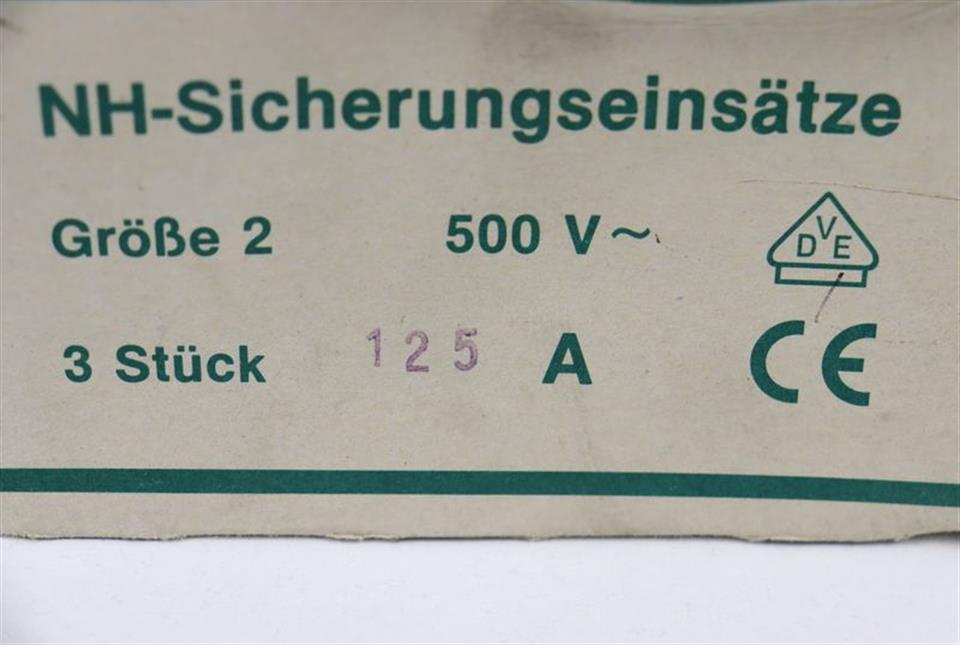 NH-Sicherungseinsätze
Größe 2 500 V~
DVE
3 Stück 125 A
CE